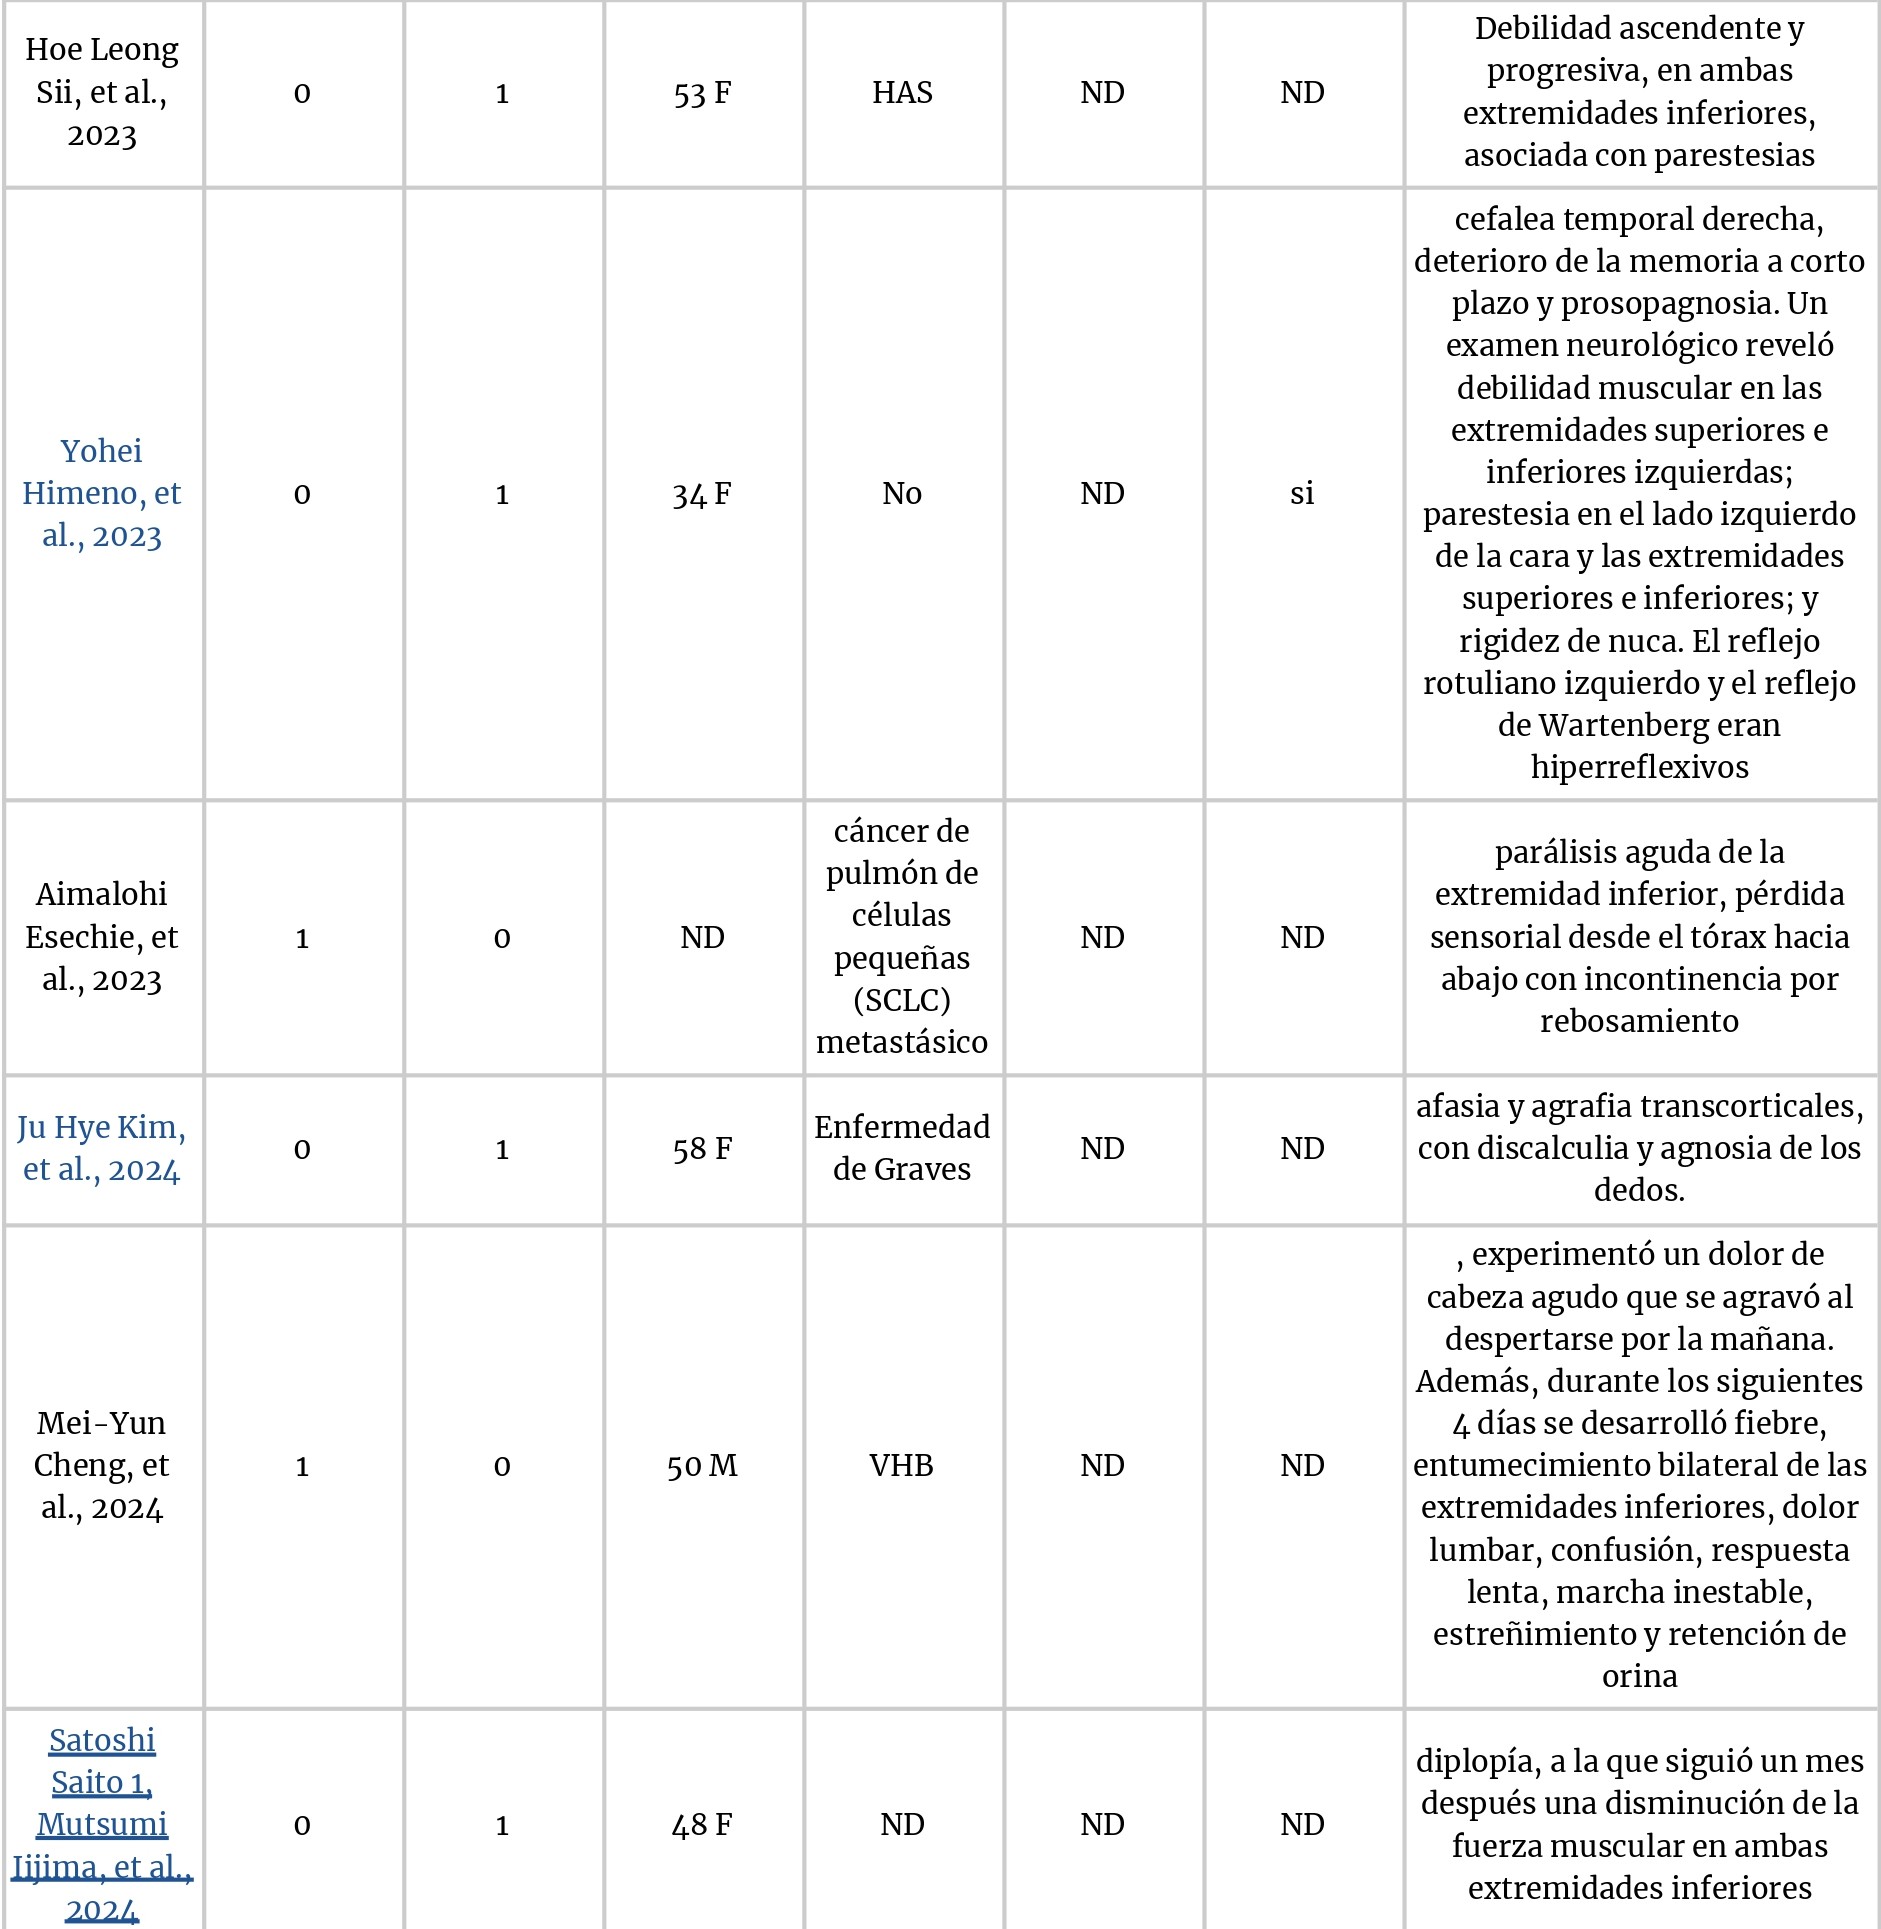 Hoe Leong
Sii, et al.,
2023
0
1
53 F
HAS
ND
ND
Debilidad ascendente y
progresiva, en ambas
extremidades inferiores,
asociada con parestesias
Yohei
Himeno, et
al., 2023
0
1
34 F
No
ND
si
cefalea temporal derecha,
deterioro de la memoria a corto
plazo y prosopagnosia. Un
examen neurológico reveló
debilidad muscular en las
extremidades superiores e
inferiores izquierdas;
parestesia en el lado izquierdo
de la cara y las extremidades
superiores e inferiores; y
rigidez de nuca. El reflejo
rotuliano izquierdo y el reflejo
de Wartenberg eran
hiperreflexivos
Aimalohi
Esechie, et
al., 2023
1
0
ND
cáncer de
pulmón de
células
pequeñas
(SCLC)
metastásico
ND
ND
parálisis aguda de la
extremidad inferior, pérdida
sensorial desde el tórax hacia
abajo con incontinencia por
rebosamiento
Ju Hye Kim,
et al., 2024
0
1
58 F
Enfermedad
de Graves
ND
ND
afasia y agrafia transcorticales,
con discalculia y agnosia de los
dedos.
Mei-Yun
Cheng, et
al., 2024
1
0
50 M
VHB
ND
ND
, experimentó un dolor de
cabeza agudo que se agravó al
despertarse por la mañana.
Además, durante los siguientes
4 días se desarrolló fiebre,
entumecimiento bilateral de las
extremidades inferiores, dolor
lumbar, confusión, respuesta
lenta, marcha inestable,
estreñimiento y retención de
orina
Satoshi
Saito 1,
Mutsumi
Iijima, et al.,
2024
0
1
48 F
ND
ND
ND
diplopía, a la que siguió un mes
después una disminución de la
fuerza muscular en ambas
extremidades inferiores